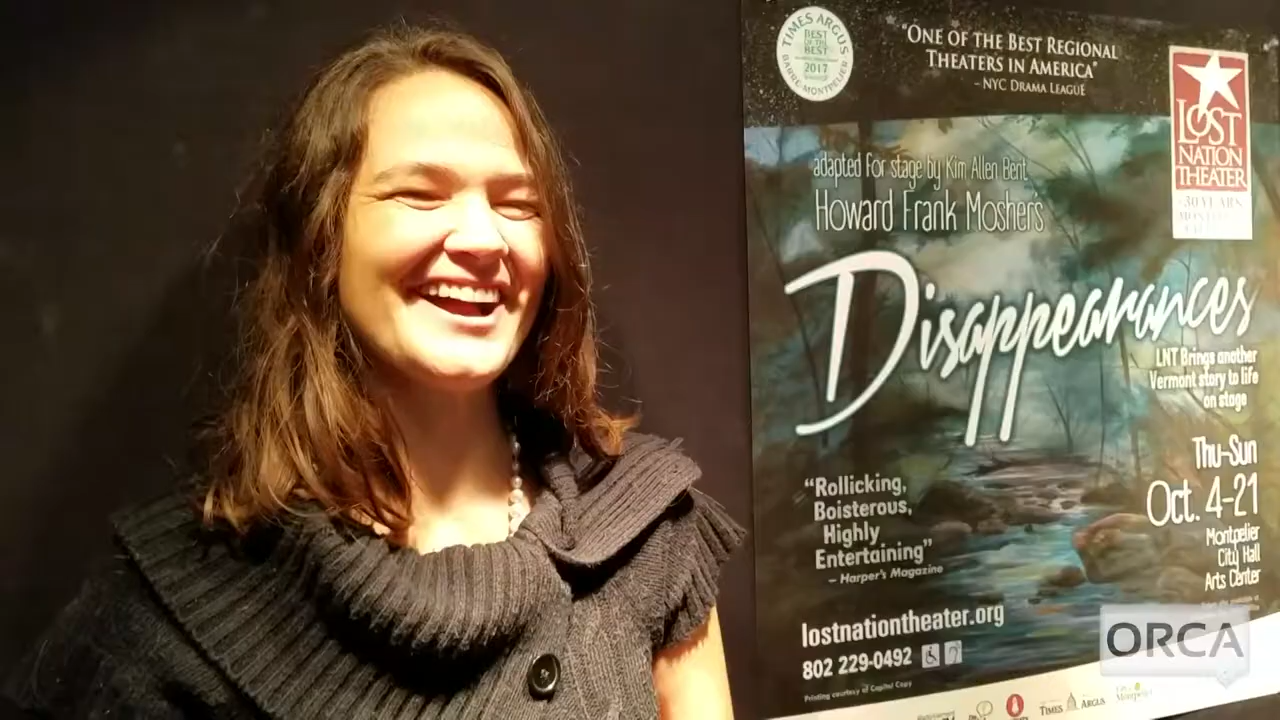 TIMES ARGUS
BEST
OF THE
BEST
2017
BARRE-MONTPELIER
"ONE OF THE BEST REGIONAL
THEATERS IN AMERICA"
- NYC DRAMA LEAGUE
LOST
NATION
THEATER
30 YEARS
adapted for stage by Kim Allen Bent
Howard Frank Moshers
Disappearances
LNT Brings another
Vermont story to life
on stage
Thu-Sun
Oct. 4-21
Montpelier
City Hall
Arts Center
"Rollicking,
Boisterous,
Highly
Entertaining"
- Harper's Magazine
lostnationtheater.org
802 229-0492
Printing courtesy of Capitol Copy
TIMES ARGUS
Montpelier
ORCA